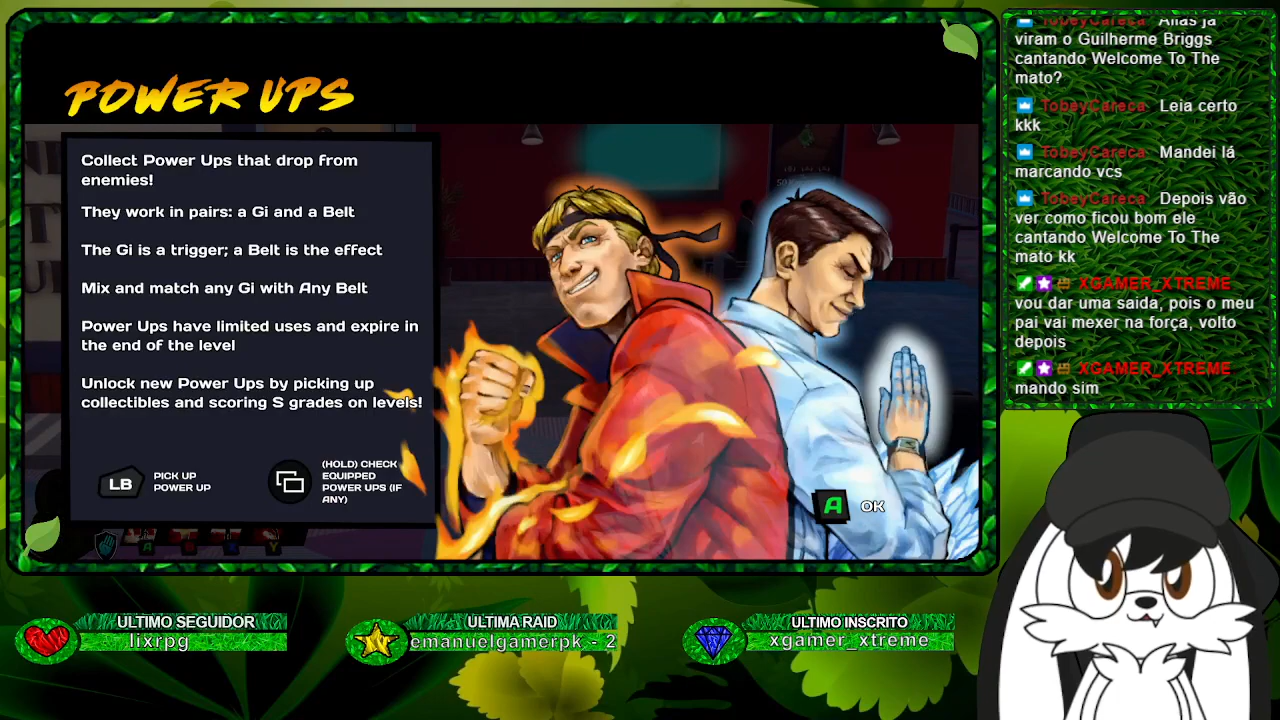 POWER UPS
Collect Power Ups that drop from
enemies!
They work in pairs: a Gi and a Belt
The Gi is a trigger; a Belt is the effect
Mix and match any Gi with Any Belt
Power Ups have limited uses and expire in
the end of the level
Unlock new Power Ups by picking up
collectibles and scoring S grades on levels!
LB
PICK UP
POWER UP
(HOLD) CHECK
EQUIPPED
POWER UPS (IF
ANY)
A OK
A
B
X
Y
TobeyCareca Alias já
viram o Guilherme Briggs
cantando Welcome To The
mato?
TobeyCareca Leia certo
kkk
TobeyCareca Mandei lá
marcando vcs
TobeyCareca Depois vão
ver como ficou bom ele
cantando Welcome To The
mato kk
XGAMER_XTREME
vou dar uma saida, pois o meu
pai vai mexer na força, volto
depois
XGAMER_XTREME
mando sim
ULTIMO SEGUIDOR
lixrpg
ULTIMA RAID
emanuelgamerpk - 2
ÚLTIMO INSCRITO
xgamer_xtreme